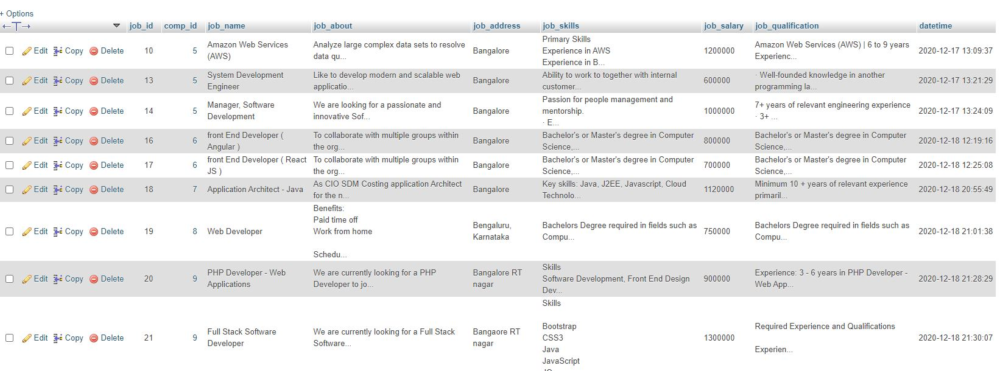 + Options
←T→ job_id comp_id job_name job_about job_address job_skills job_salary job_qualification datetime
Edit Copy Delete 10 5 Amazon Web Services (AWS) Analyze large complex data sets to resolve data qu... Bangalore Primary Skills Experience in AWS Experience in B... 1200000 Amazon Web Services (AWS) | 6 to 9 years Experienc... 2020-12-17 13:09:37
Edit Copy Delete 13 5 System Development Engineer Like to develop modern and scalable web applicatio... Bangalore Ability to work to together with internal customer... 600000 · Well-founded knowledge in another programming la... 2020-12-17 13:21:29
Edit Copy Delete 14 5 Manager, Software Development We are looking for a passionate and innovative Sof... Bangalore Passion for people management and mentorship. · E... 1000000 7+ years of relevant engineering experience · 3+ ... 2020-12-17 13:24:09
Edit Copy Delete 16 6 front End Developer ( Angular ) To collaborate with multiple groups within the org... Bangalore Bachelor's or Master's degree in Computer Science,... 800000 Bachelor's or Master's degree in Computer Science,... 2020-12-18 12:19:16
Edit Copy Delete 17 6 front End Developer ( React JS ) To collaborate with multiple groups within the org... Bangalore Bachelor's or Master's degree in Computer Science,... 700000 Bachelor's or Master's degree in Computer Science,... 2020-12-18 12:25:08
Edit Copy Delete 18 7 Application Architect - Java As CIO SDM Costing application Architect for the n... Bangalore Key skills: Java, J2EE, Javascript, Cloud Technolo... 1120000 Minimum 10 + years of relevant experience primaril... 2020-12-18 20:55:49
Edit Copy Delete 19 8 Web Developer Benefits: Paid time off Work from home Schedu... Bengaluru, Karnataka Bachelors Degree required in fields such as Compu... 750000 Bachelors Degree required in fields such as Compu... 2020-12-18 21:01:38
Edit Copy Delete 20 9 PHP Developer - Web Applications We are currently looking for a PHP Developer to jo... Bangalore RT nagar Skills Software Development, Front End Design Dev... 900000 Experience: 3 - 6 years in PHP Developer - Web App... 2020-12-18 21:28:29
Edit Copy Delete 21 9 Full Stack Software Developer We are currently looking for a Full Stack Software... Bangaore RT nagar Skills Bootstrap CSS3 Java JavaScript 1300000 Required Experience and Qualifications Experien... 2020-12-18 21:30:07